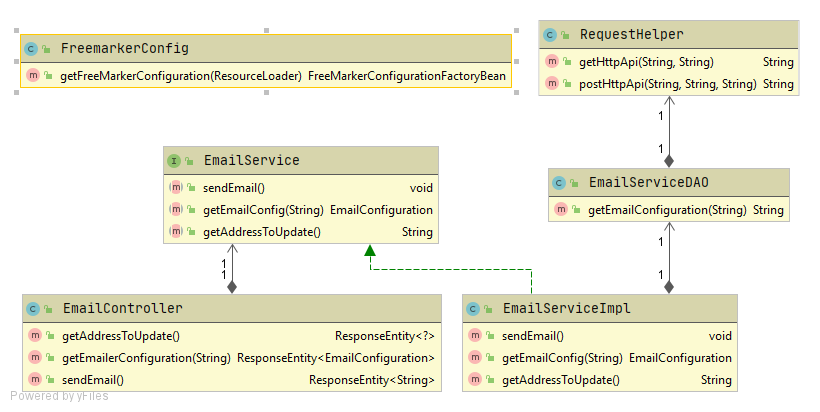 C FreemarkerConfig
m getFreeMarkerConfiguration(ResourceLoader) FreeMarkerConfigurationFactoryBean
C RequestHelper
m getHttpApi(String, String) String
m postHttpApi(String, String, String) String
1
1
I EmailService
m sendEmail() void
m getEmailConfig(String) EmailConfiguration
m getAddressToUpdate() String
C EmailServiceDAO
m getEmailConfiguration(String) String
1
1
1
1
C EmailController
m getAddressToUpdate() ResponseEntity<?>
m getEmailerConfiguration(String) ResponseEntity<EmailConfiguration>
m sendEmail() ResponseEntity<String>
C EmailServiceImpl
m sendEmail() void
m getEmailConfig(String) EmailConfiguration
m getAddressToUpdate() String
Powered by yFiles